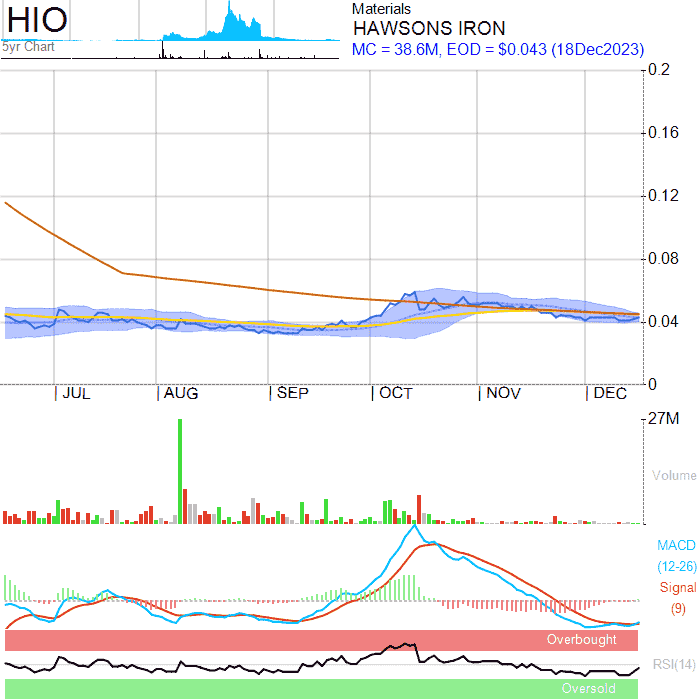 HIO
5yr Chart
Materials
HAWSONS IRON
MC = 38.6M, EOD = $0.043 (18Dec2023)
0.2
0.16
0.12
0.08
0.04
0
JUL AUG SEP OCT NOV DEC
27M
Volume
MACD
(12-26)
Signal
(9)
Overbought
RSI(14)
Oversold